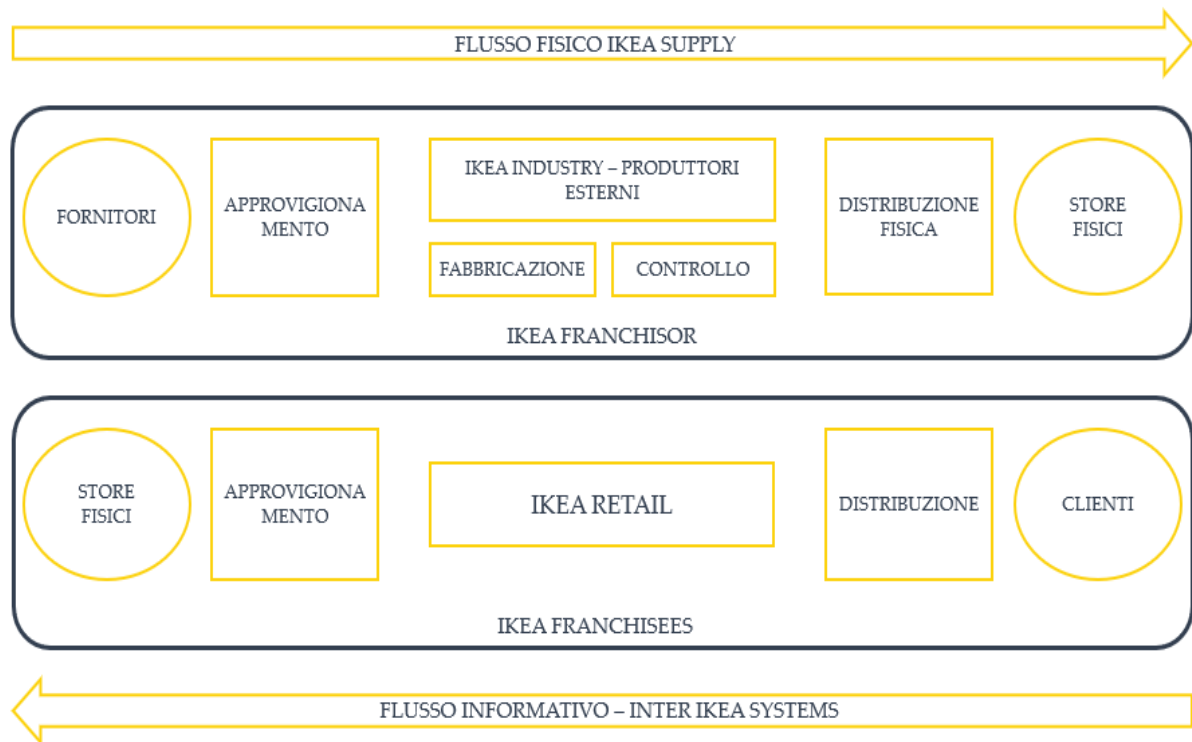 FLUSSO FISICO IKEA SUPPLY
FORNITORI
APPROVIGIONA
MENTO
IKEA INDUSTRY – PRODUTTORI
ESTERNI
FABBRICAZIONE
CONTROLLO
DISTRIBUZIONE
FISICA
STORE
FISICI
IKEA FRANCHISOR
STORE
FISICI
APPROVIGIONA
MENTO
IKEA RETAIL
DISTRIBUZIONE
CLIENTI
IKEA FRANCHISEES
FLUSSO INFORMATIVO – INTER IKEA SYSTEMS